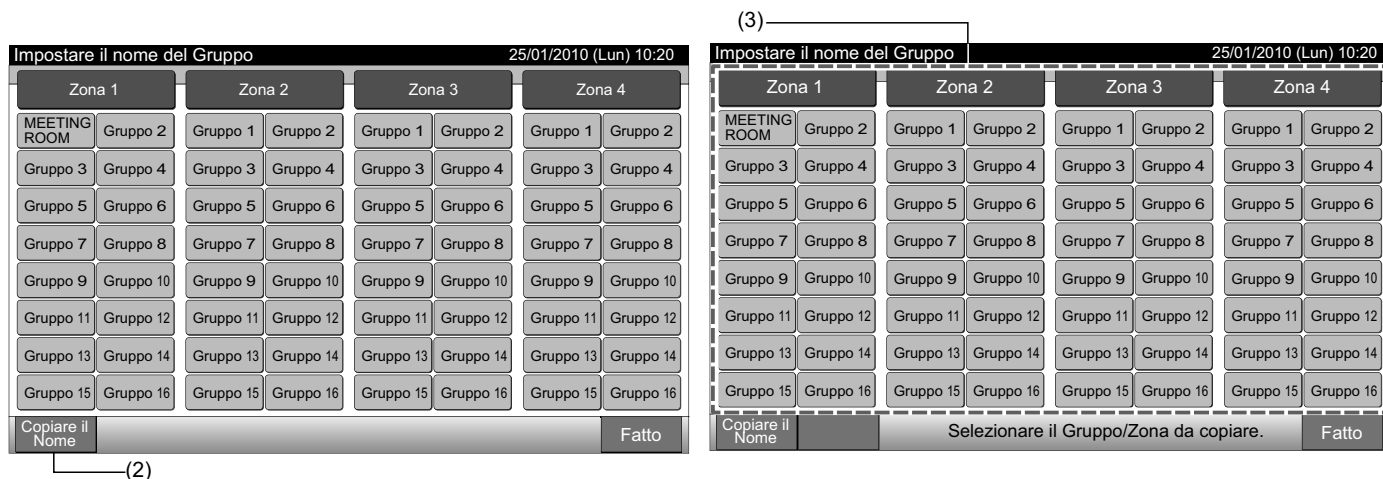 (3)
Impostare il nome del Gruppo 25/01/2010 (Lun) 10:20
Zona 1 Zona 2 Zona 3 Zona 4
MEETING ROOM Gruppo 2 Gruppo 1 Gruppo 2 Gruppo 1 Gruppo 2 Gruppo 1 Gruppo 2
Gruppo 3 Gruppo 4 Gruppo 3 Gruppo 4 Gruppo 3 Gruppo 4 Gruppo 3 Gruppo 4
Gruppo 5 Gruppo 6 Gruppo 5 Gruppo 6 Gruppo 5 Gruppo 6 Gruppo 5 Gruppo 6
Gruppo 7 Gruppo 8 Gruppo 7 Gruppo 8 Gruppo 7 Gruppo 8 Gruppo 7 Gruppo 8
Gruppo 9 Gruppo 10 Gruppo 9 Gruppo 10 Gruppo 9 Gruppo 10 Gruppo 9 Gruppo 10
Gruppo 11 Gruppo 12 Gruppo 11 Gruppo 12 Gruppo 11 Gruppo 12 Gruppo 11 Gruppo 12
Gruppo 13 Gruppo 14 Gruppo 13 Gruppo 14 Gruppo 13 Gruppo 14 Gruppo 13 Gruppo 14
Gruppo 15 Gruppo 16 Gruppo 15 Gruppo 16 Gruppo 15 Gruppo 16 Gruppo 15 Gruppo 16
Copiare il Nome Fatto
(2)
Impostare il nome del Gruppo 25/01/2010 (Lun) 10:20
Zona 1 Zona 2 Zona 3 Zona 4
MEETING ROOM Gruppo 2 Gruppo 1 Gruppo 2 Gruppo 1 Gruppo 2 Gruppo 1 Gruppo 2
Gruppo 3 Gruppo 4 Gruppo 3 Gruppo 4 Gruppo 3 Gruppo 4 Gruppo 3 Gruppo 4
Gruppo 5 Gruppo 6 Gruppo 5 Gruppo 6 Gruppo 5 Gruppo 6 Gruppo 5 Gruppo 6
Gruppo 7 Gruppo 8 Gruppo 7 Gruppo 8 Gruppo 7 Gruppo 8 Gruppo 7 Gruppo 8
Gruppo 9 Gruppo 10 Gruppo 9 Gruppo 10 Gruppo 9 Gruppo 10 Gruppo 9 Gruppo 10
Gruppo 11 Gruppo 12 Gruppo 11 Gruppo 12 Gruppo 11 Gruppo 12 Gruppo 11 Gruppo 12
Gruppo 13 Gruppo 14 Gruppo 13 Gruppo 14 Gruppo 13 Gruppo 14 Gruppo 13 Gruppo 14
Gruppo 15 Gruppo 16 Gruppo 15 Gruppo 16 Gruppo 15 Gruppo 16 Gruppo 15 Gruppo 16
Copiare il Nome Selezionare il Gruppo/Zona da copiare. Fatto